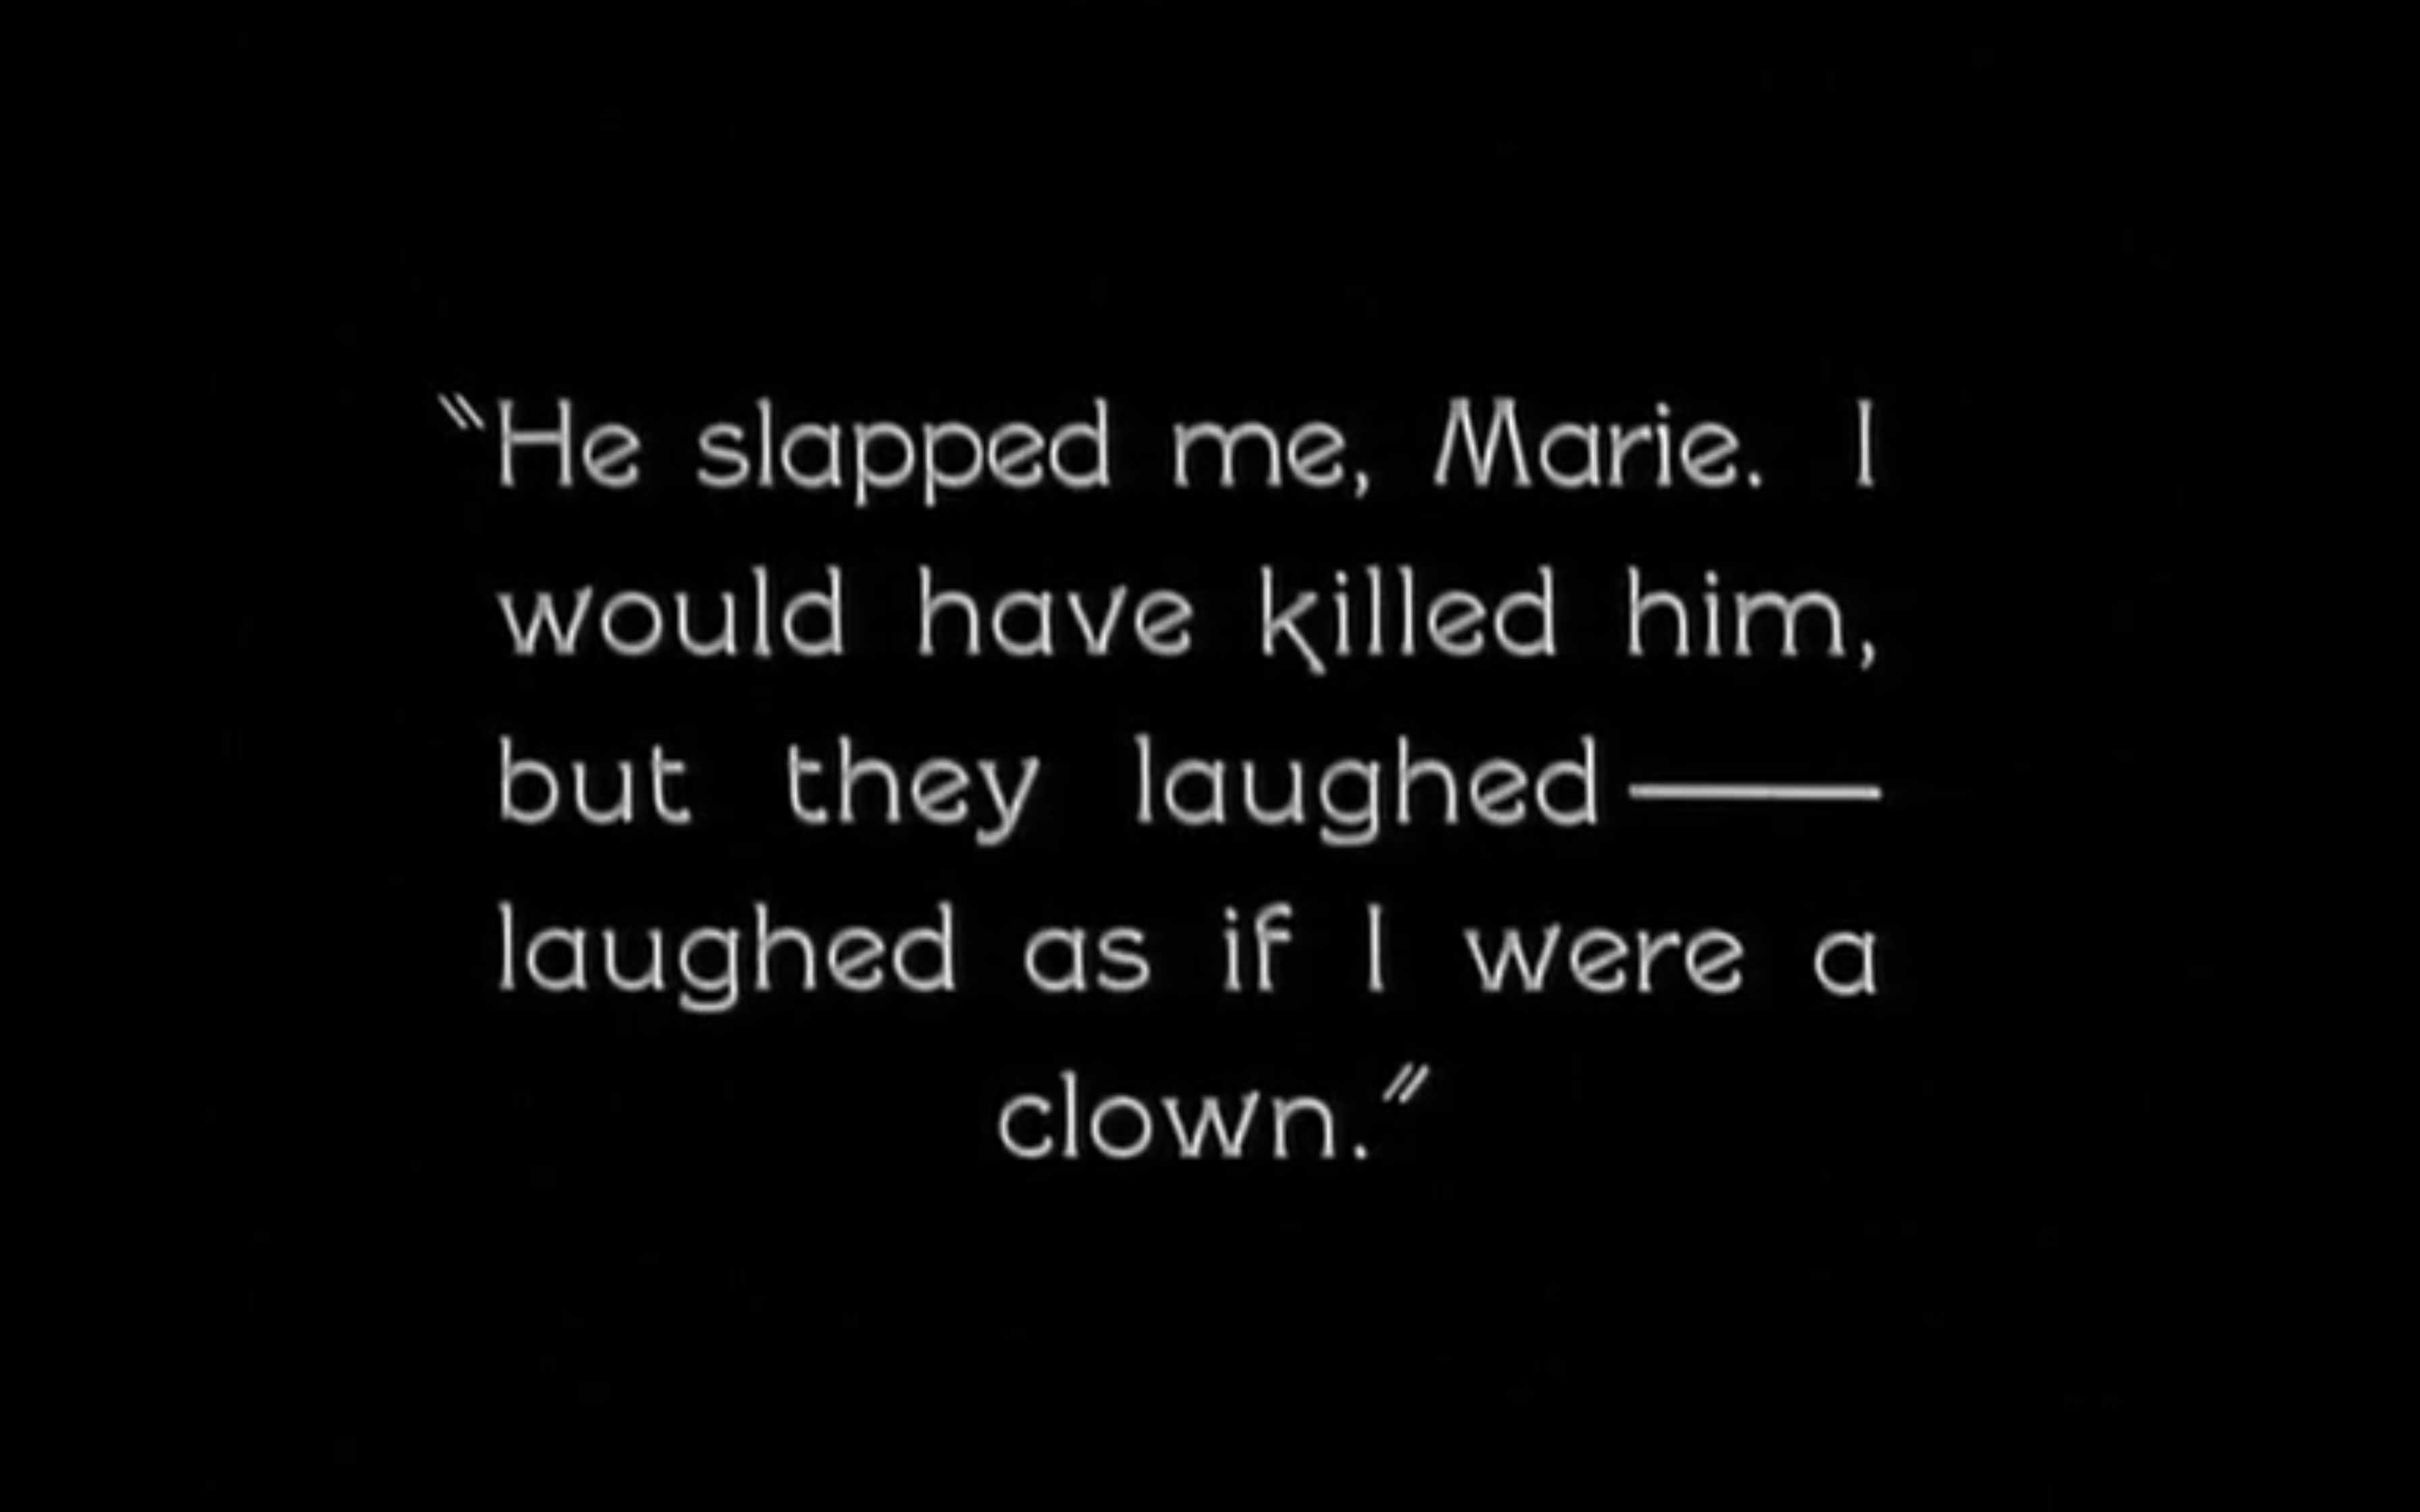 "He slapped me, Marie. I
would have killed him,
but they laughed——
laughed as if I were a
clown."